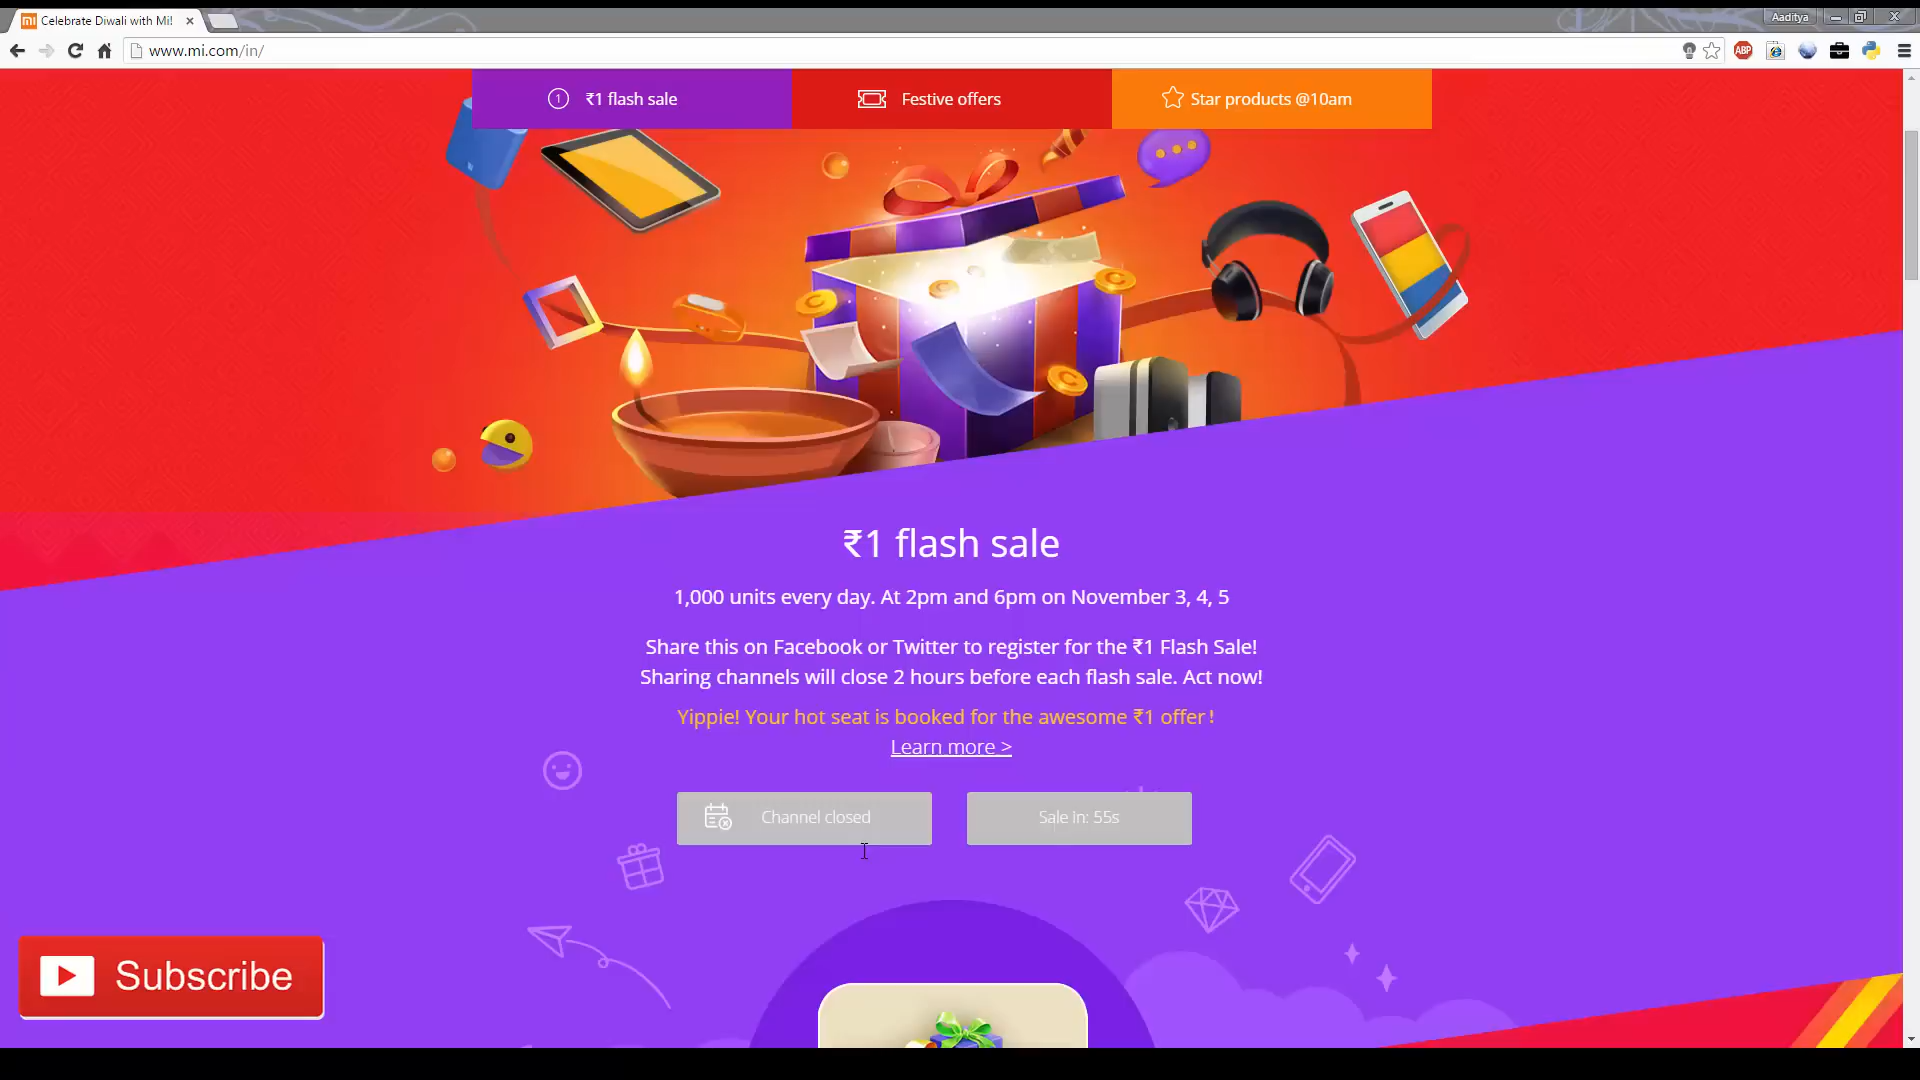 Celebrate Diwali with Mi!
Aaditya
www.mi.com/in/
ABP
1 ₹1 flash sale
Festive offers
Star products @10am
₹1 flash sale
1,000 units every day. At 2pm and 6pm on November 3, 4, 5
Share this on Facebook or Twitter to register for the ₹1 Flash Sale!
Sharing channels will close 2 hours before each flash sale. Act now!
Yippie! Your hot seat is booked for the awesome ₹1 offer!
Learn more >
Channel closed
Sale in: 55s
Subscribe